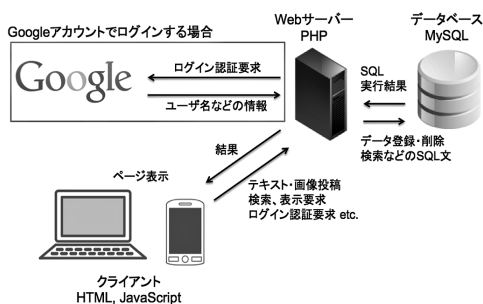 Googleアカウントでログインする場合
Google
ログイン認証要求
ユーザ名などの情報
Webサーバー
PHP
データベース
MySQL
SQL
実行結果
データ登録・削除
検索などのSQL文
結果
ページ表示
テキスト・画像投稿
検索、表示要求
ログイン認証要求 etc.
クライアント
HTML, JavaScript